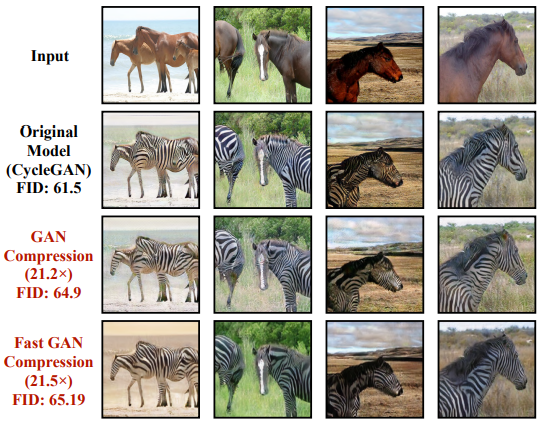 Input
Original
Model
(CycleGAN)
FID: 61.5
GAN
Compression
(21.2×)
FID: 64.9
Fast GAN
Compression
(21.5×)
FID: 65.19